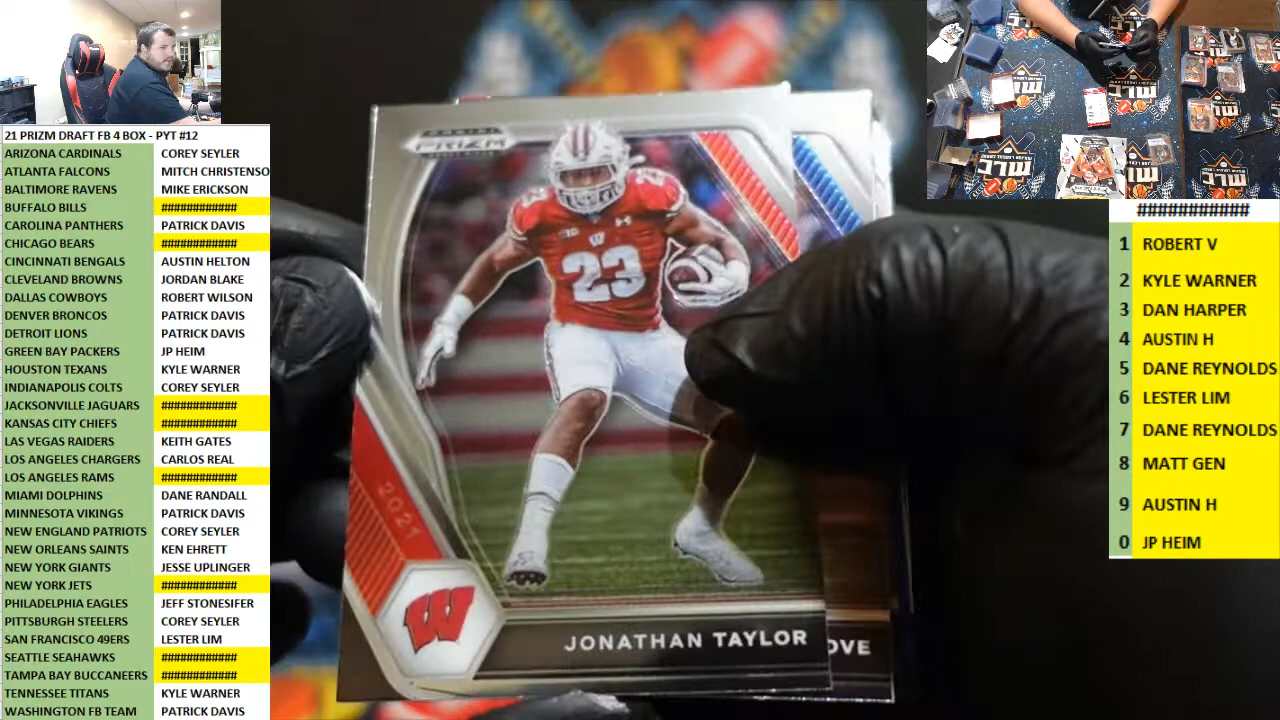 21 PRIZM DRAFT FB 4 BOX - PYT #12
ARIZONA CARDINALS COREY SEYLER
ATLANTA FALCONS MITCH CHRISTENSO
BALTIMORE RAVENS MIKE ERICKSON
BUFFALO BILLS ############
CAROLINA PANTHERS PATRICK DAVIS
CHICAGO BEARS ############
CINCINNATI BENGALS AUSTIN HELTON
CLEVELAND BROWNS JORDAN BLAKE
DALLAS COWBOYS ROBERT WILSON
DENVER BRONCOS PATRICK DAVIS
DETROIT LIONS PATRICK DAVIS
GREEN BAY PACKERS JP HEIM
HOUSTON TEXANS KYLE WARNER
INDIANAPOLIS COLTS COREY SEYLER
JACKSONVILLE JAGUARS ############
KANSAS CITY CHIEFS ############
LAS VEGAS RAIDERS KEITH GATES
LOS ANGELES CHARGERS CARLOS REAL
LOS ANGELES RAMS ############
MIAMI DOLPHINS DANE RANDALL
MINNESOTA VIKINGS PATRICK DAVIS
NEW ENGLAND PATRIOTS COREY SEYLER
NEW ORLEANS SAINTS KEN EHRETT
NEW YORK GIANTS JESSE UPLINGER
NEW YORK JETS ############
PHILADELPHIA EAGLES JEFF STONESIFER
PITTSBURGH STEELERS COREY SEYLER
SAN FRANCISCO 49ERS LESTER LIM
SEATTLE SEAHAWKS ############
TAMPA BAY BUCCANEERS ############
TENNESSEE TITANS KYLE WARNER
WASHINGTON FB TEAM PATRICK DAVIS
PRIZM
23
23
W
2021
W
JONATHAN TAYLOR
OVE
###########
1 ROBERT V
2 KYLE WARNER
3 DAN HARPER
4 AUSTIN H
5 DANE REYNOLDS
6 LESTER LIM
7 DANE REYNOLDS
8 MATT GEN
9 AUSTIN H
0 JP HEIM